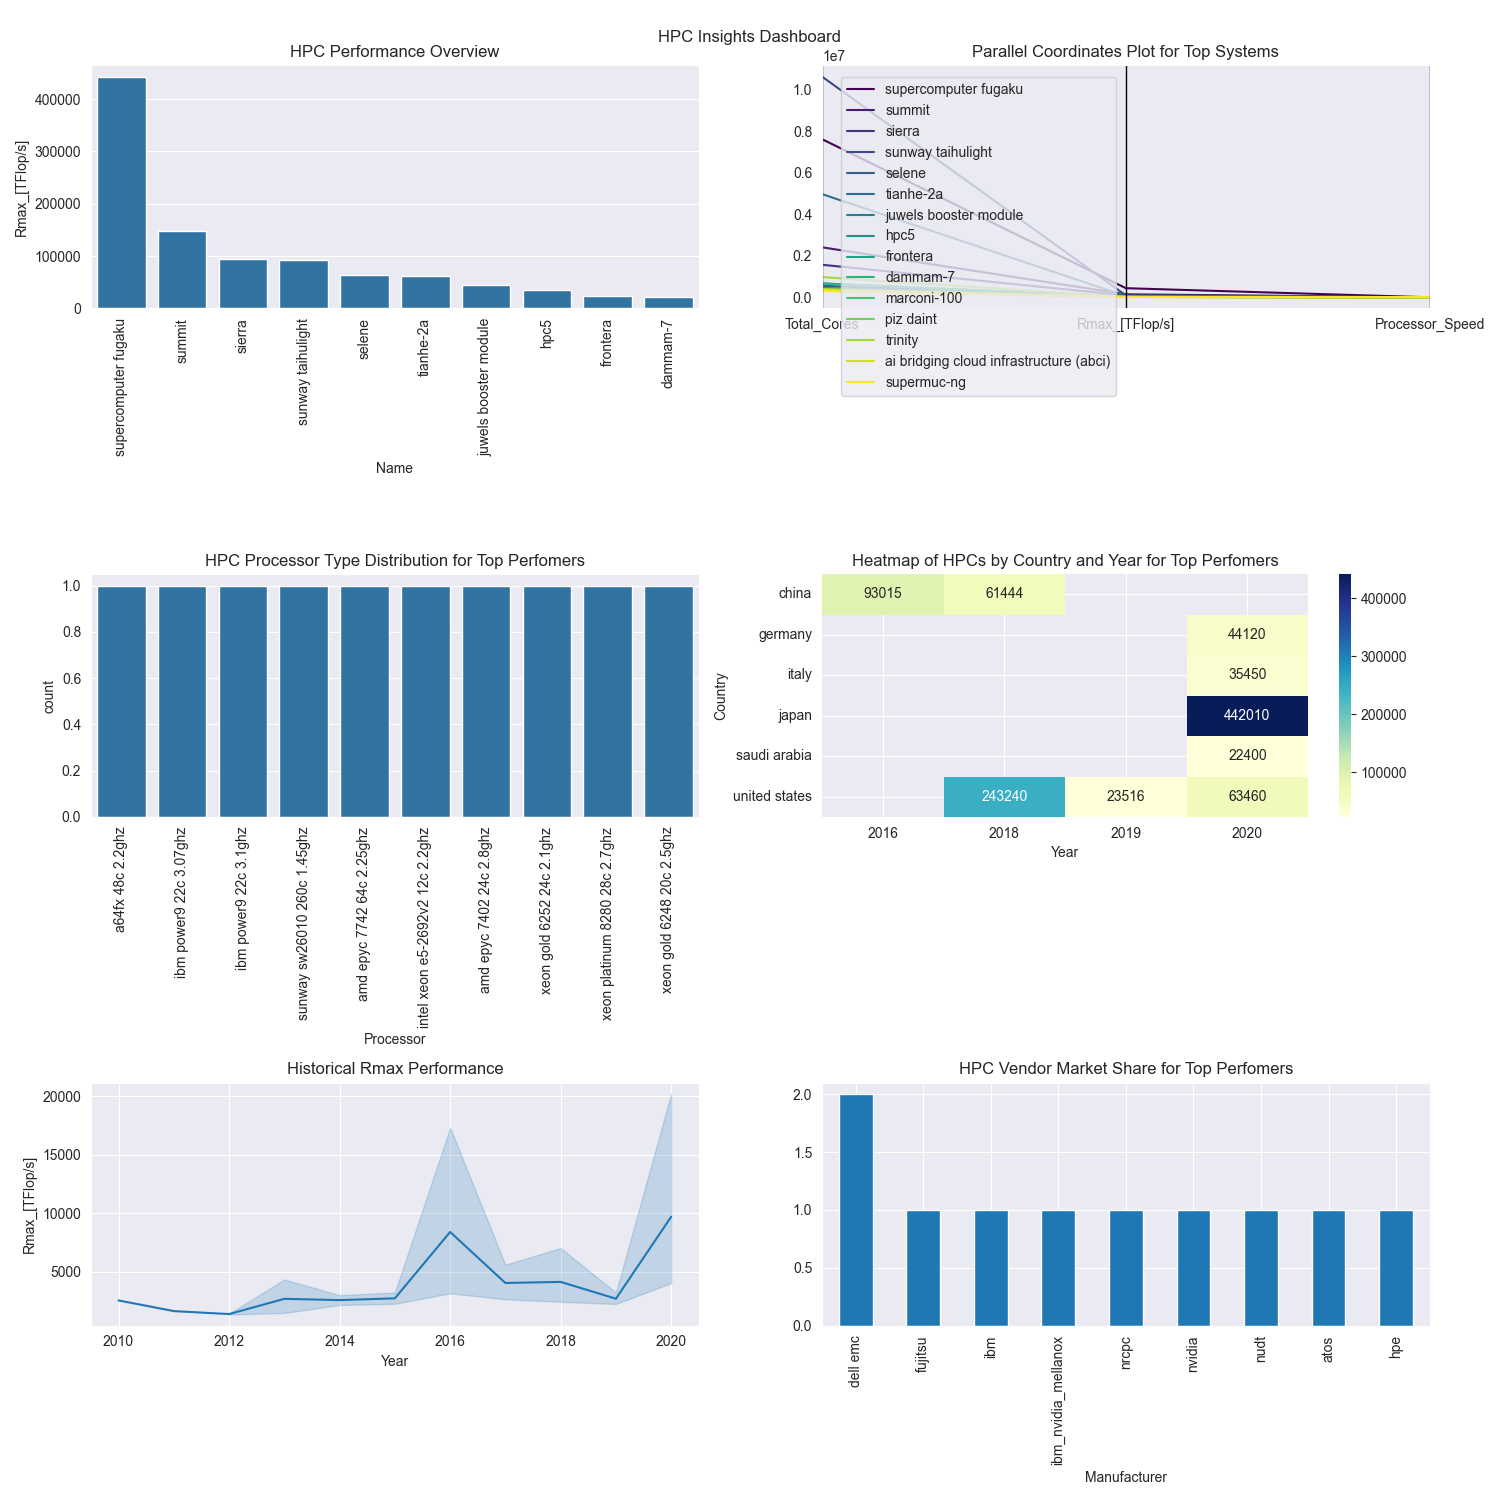 HPC Insights Dashboard
HPC Performance Overview
Rmax_[TFlop/s]
400000
300000
200000
100000
0
supercomputer fugaku
summit
sierra
sunway taihulight
selene
tianhe-2a
juwels booster module
hpc5
frontera
dammam-7
Name
Parallel Coordinates Plot for Top Systems
1e7
1.0
0.8
0.6
0.4
0.2
0.0
supercomputer fugaku
summit
sierra
sunway taihulight
selene
tianhe-2a
juwels booster module
hpc5
frontera
dammam-7
marconi-100
piz daint
trinity
ai bridging cloud infrastructure (abci)
supermuc-ng
Total_Cores
Rmax_[TFlop/s]
Processor_Speed
HPC Processor Type Distribution for Top Perfomers
count
1.0
0.8
0.6
0.4
0.2
0.0
a64fx 48c 2.2ghz
ibm power9 22c 3.07ghz
ibm power9 22c 3.1ghz
sunway sw26010 260c 1.45ghz
amd epyc 7742 64c 2.25ghz
intel xeon e5-2692v2 12c 2.2ghz
amd epyc 7402 24c 2.8ghz
xeon gold 6252 24c 2.1ghz
xeon platinum 8280 28c 2.7ghz
xeon gold 6248 20c 2.5ghz
Processor
Heatmap of HPCs by Country and Year for Top Perfomers
Country
china
germany
italy
japan
saudi arabia
united states
93015
61444
44120
35450
442010
22400
243240
23516
63460
2016
2018
2019
2020
Year
400000
300000
200000
100000
Historical Rmax Performance
Rmax_[TFlop/s]
20000
15000
10000
5000
2010
2012
2014
2016
2018
2020
Year
HPC Vendor Market Share for Top Perfomers
2.0
1.5
1.0
0.5
0.0
dell emc
fujitsu
ibm
ibm_nvidia_mellanox
nrcpc
nvidia
nudt
atos
hpe
Manufacturer